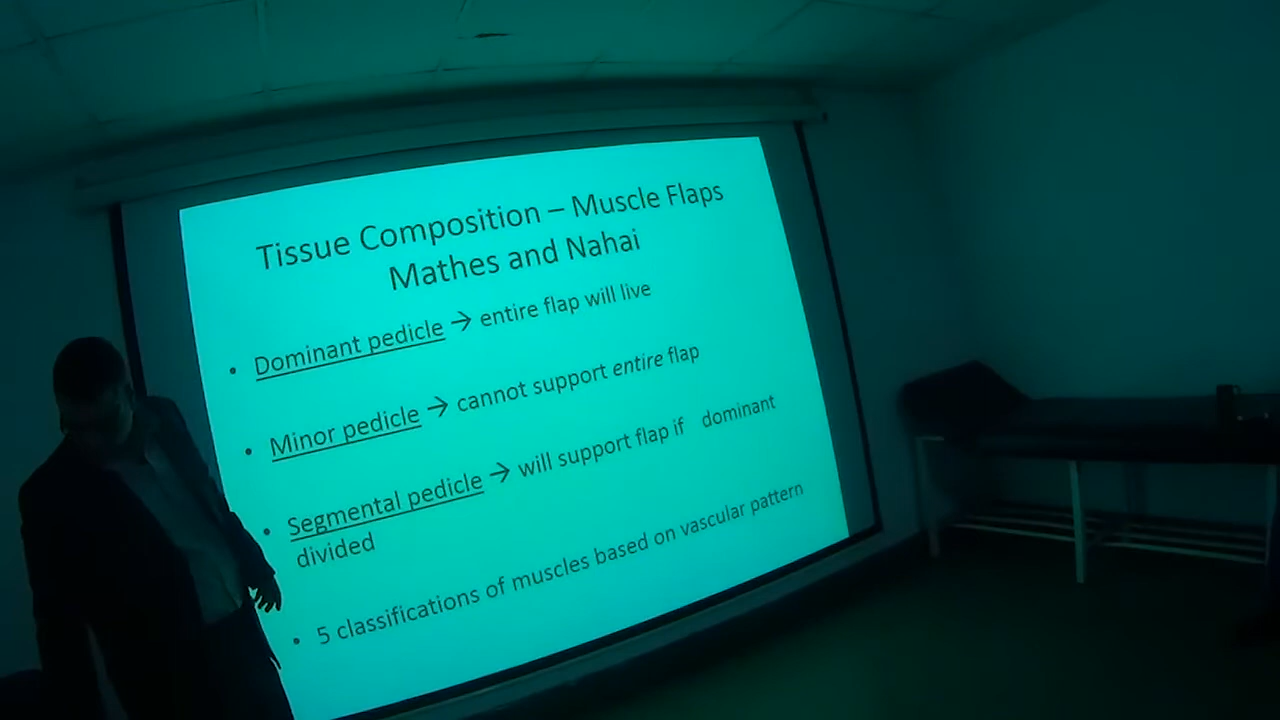 Tissue Composition – Muscle Flaps
Mathes and Nahai
• Dominant pedicle → entire flap will live
• Minor pedicle → cannot support entire flap
• Segmental pedicle → will support flap if dominant
divided
• 5 classifications of muscles based on vascular pattern